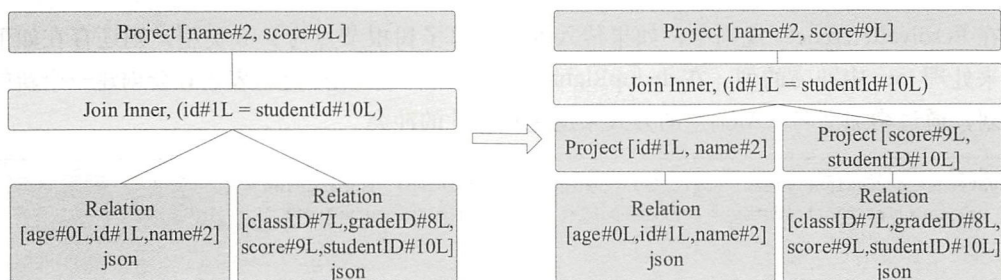 Project [name#2, score#9L]
Join Inner, (id#1L = studentId#10L)
Relation
[age#0L,id#1L,name#2]
json
Relation
[classID#7L,gradeID#8L,
score#9L,studentID#10L]
json
Project [name#2, score#9L]
Join Inner, (id#1L = studentId#10L)
Project [id#1L, name#2]
Project [score#9L,
studentID#10L]
Relation
[age#0L,id#1L,name#2]
json
Relation
[classID#7L,gradeID#8L,
score#9L,studentID#10L]
json